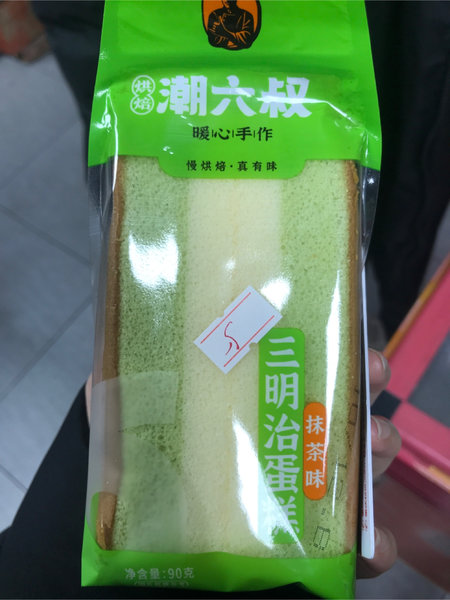 烘焙
潮六叔
暖心手作
慢烘焙·真有味
5
三明治蛋糕
抹茶味
净含量:90克